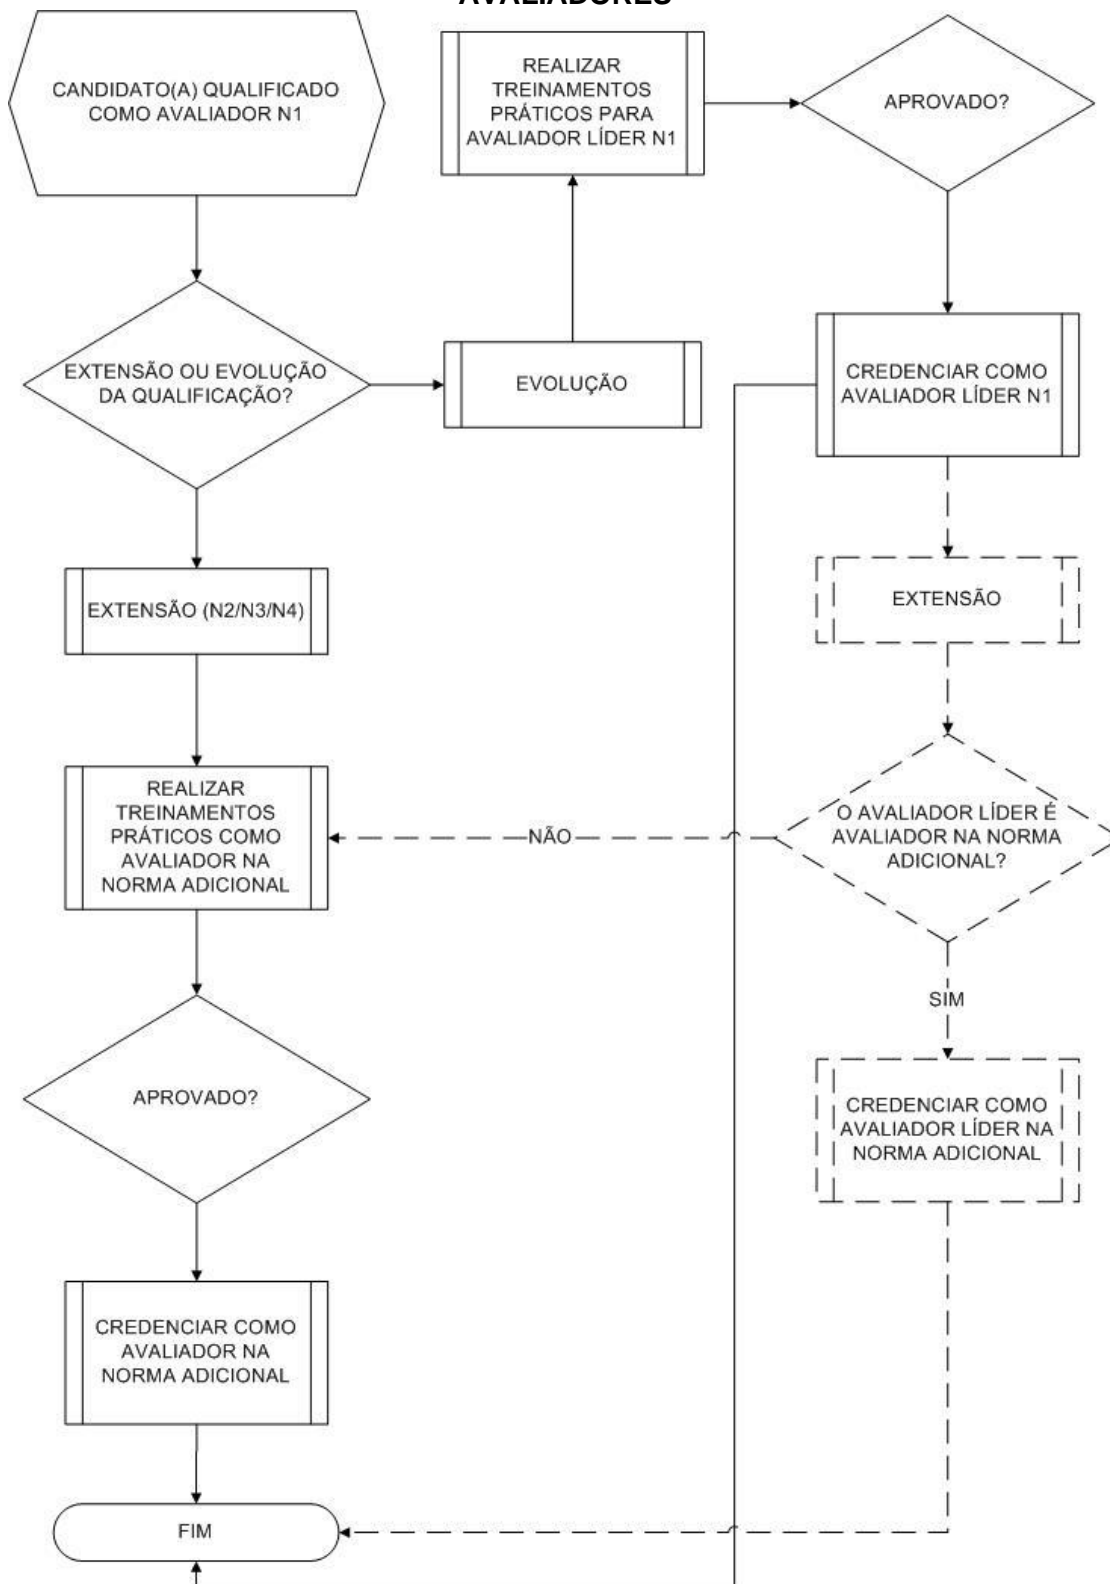 AVALIADORES
CANDIDATO(A) QUALIFICADO
COMO AVALIADOR N1
REALIZAR
TREINAMENTOS
PRÁTICOS PARA
AVALIADOR LÍDER N1
APROVADO?
EXTENSÃO OU EVOLUÇÃO
DA QUALIFICAÇÃO?
EVOLUÇÃO
CREDENCIAR COMO
AVALIADOR LÍDER N1
EXTENSÃO (N2/N3/N4)
EXTENSÃO
REALIZAR
TREINAMENTOS
PRÁTICOS COMO
AVALIADOR NA
NORMA ADICIONAL
NÃO
O AVALIADOR LÍDER É
AVALIADOR NA NORMA
ADICIONAL?
SIM
APROVADO?
CREDENCIAR COMO
AVALIADOR LÍDER NA
NORMA ADICIONAL
CREDENCIAR COMO
AVALIADOR NA
NORMA ADICIONAL
FIM